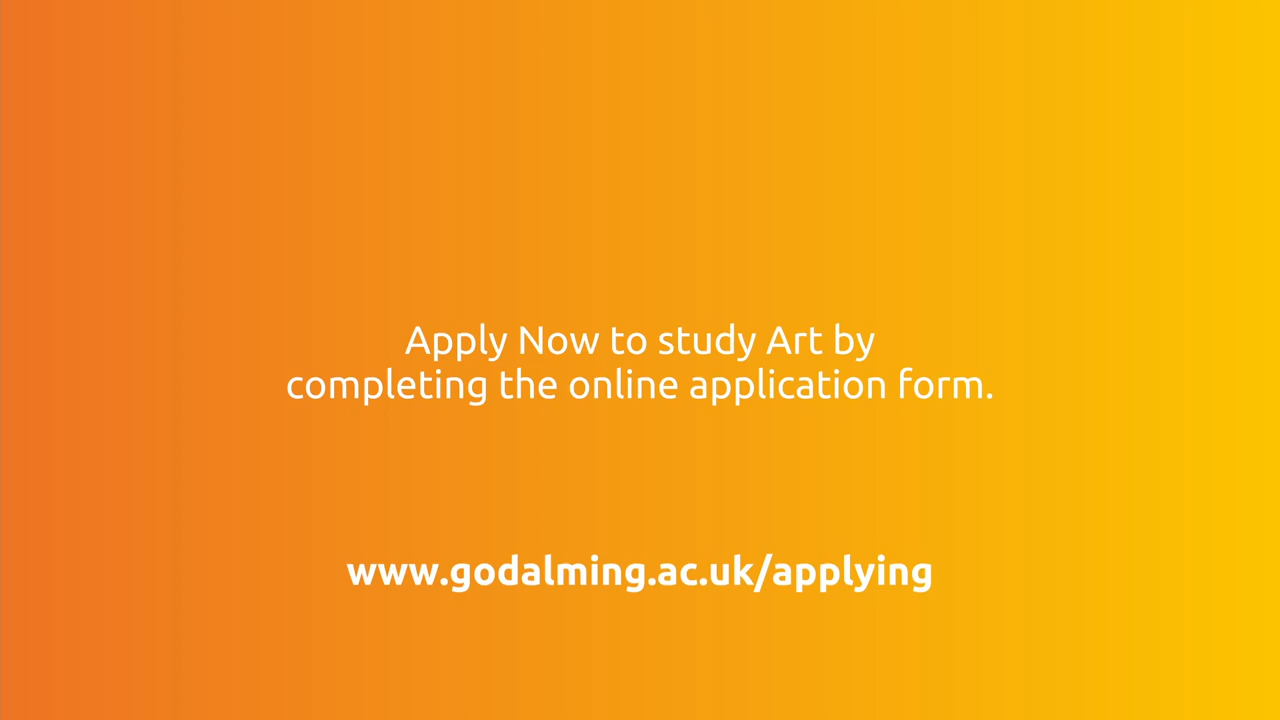 Apply Now to study Art by
completing the online application form.
www.godalming.ac.uk/applying